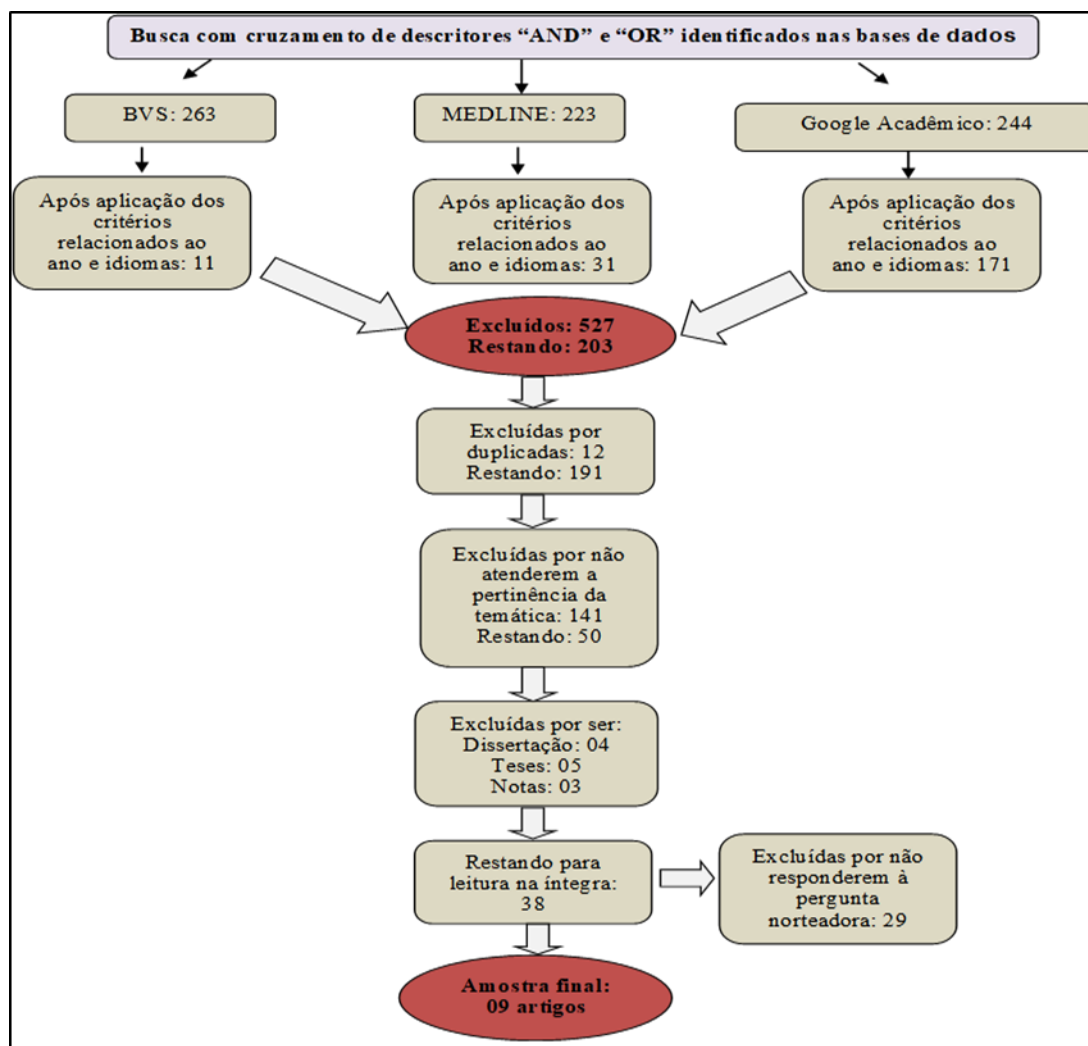 Busca com cruzamento de descritores “AND” e “OR” identificados nas bases de dados
BVS: 263
MEDLINE: 223
Google Acadêmico: 244
Após aplicação dos
critérios
relacionados ao
ano e idiomas: 11
Após aplicação dos
critérios
relacionados ao
ano e idiomas: 31
Após aplicação dos
critérios
relacionados ao
ano e idiomas: 171
Excluídos: 527
Restando: 203
Excluídas por
duplicadas: 12
Restando: 191
Excluídas por não
atenderem a
pertinência da
temática: 141
Restando: 50
Excluídas por ser:
Dissertação: 04
Teses: 05
Notas: 03
Restando para
leitura na íntegra:
38
Excluídas por não
responderem à
pergunta
norteadora: 29
Amostra final:
09 artigos